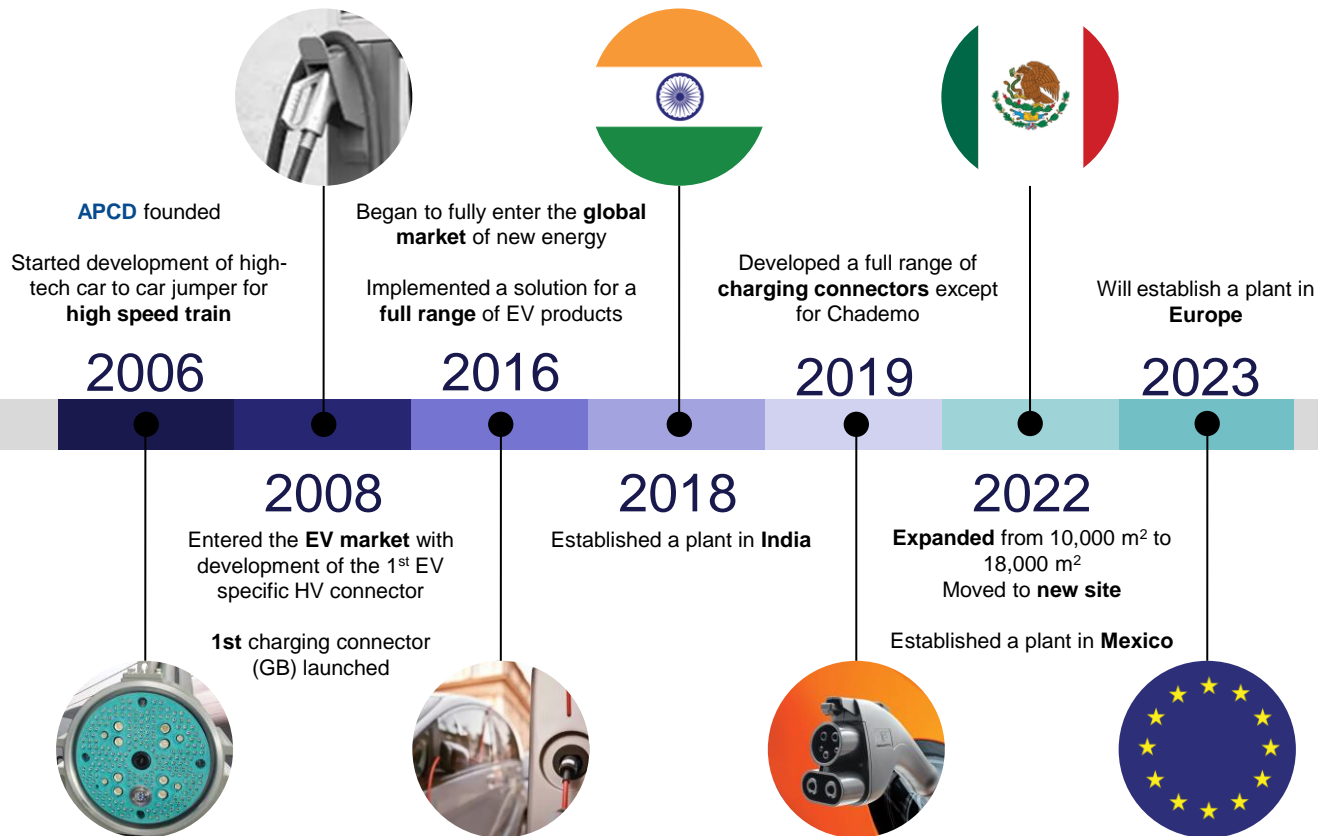 APCD founded
Started development of high-
tech car to car jumper for
high speed train
2006
2008
Entered the EV market with
development of the 1st EV
specific HV connector
1st charging connector
(GB) launched
Began to fully enter the global
market of new energy
Implemented a solution for a
full range of EV products
2016
2018
Established a plant in India
Developed a full range of
charging connectors except
for Chademo
2019
2022
Expanded from 10,000 m² to
18,000 m²
Moved to new site
Established a plant in Mexico
Will establish a plant in
Europe
2023